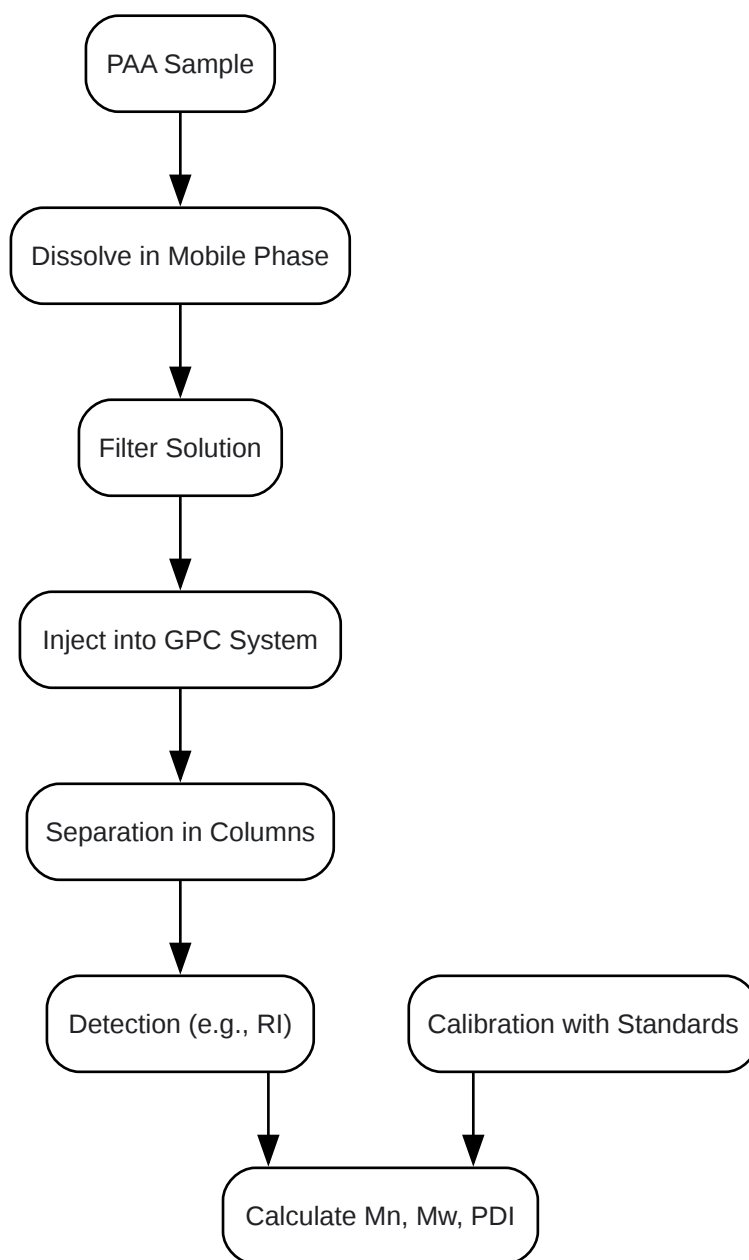 PAA Sample
Dissolve in Mobile Phase
Filter Solution
Inject into GPC System
Separation in Columns
Detection (e.g., RI)
Calibration with Standards
Calculate Mn, Mw, PDI